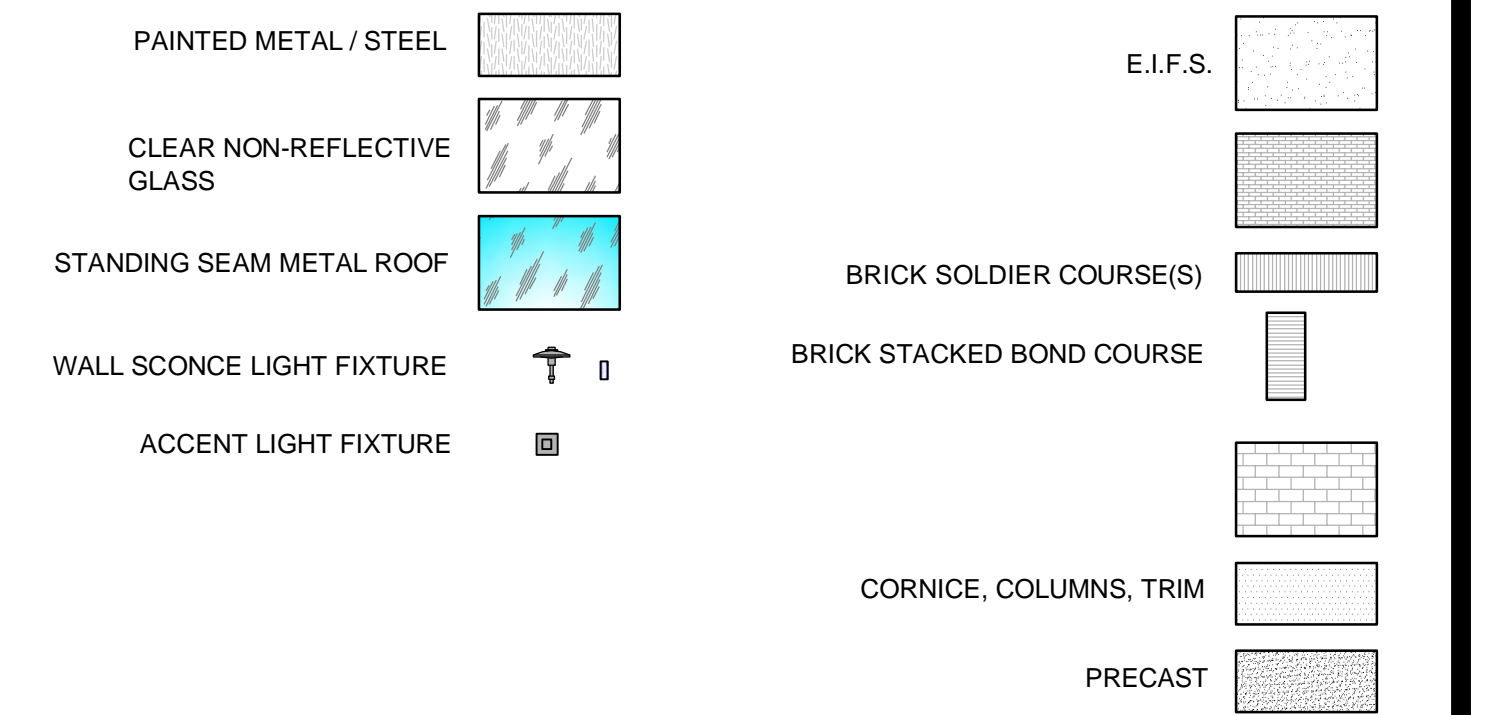 PAINTED METAL / STEEL
CLEAR NON-REFLECTIVE
GLASS
STANDING SEAM METAL ROOF
WALL SCONCE LIGHT FIXTURE
ACCENT LIGHT FIXTURE
E.I.F.S.
BRICK SOLDIER COURSE(S)
BRICK STACKED BOND COURSE
CORNICE, COLUMNS, TRIM
PRECAST